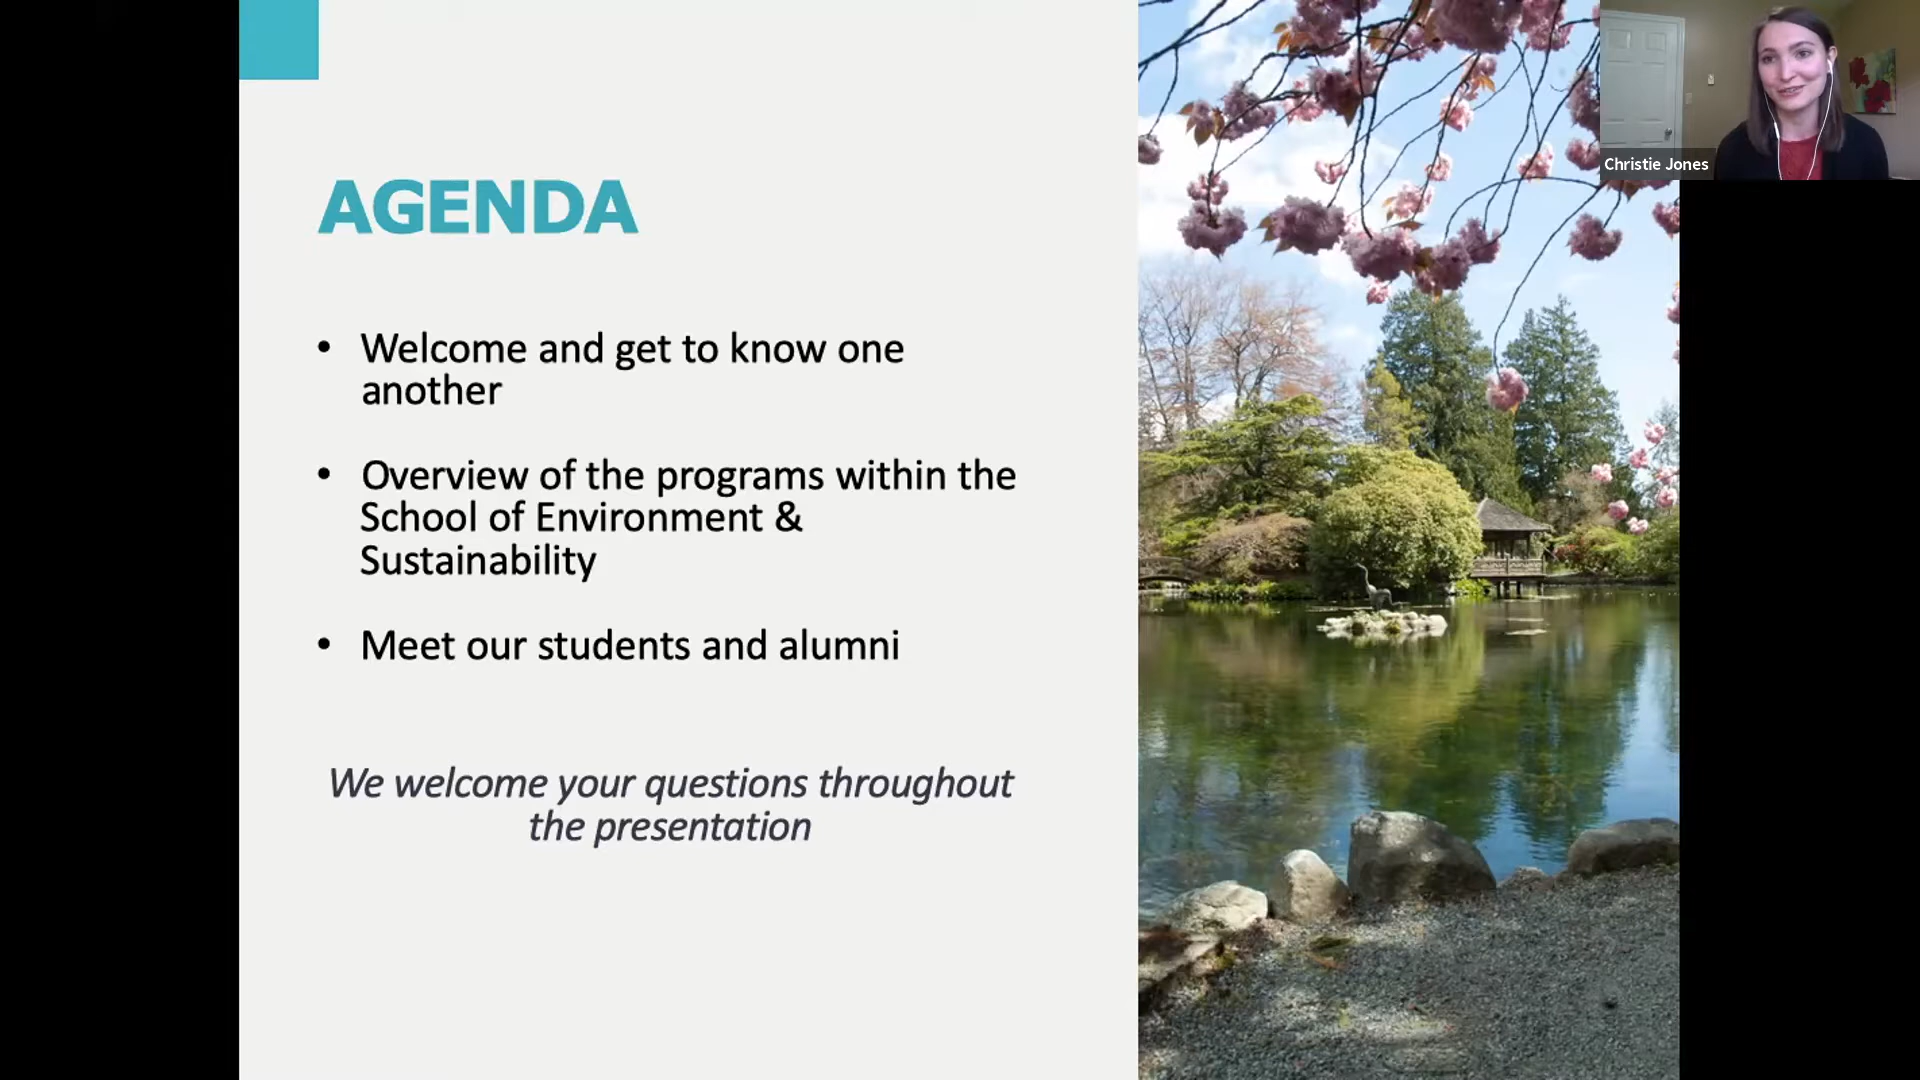 AGENDA
• Welcome and get to know one
another
• Overview of the programs within the
School of Environment &
Sustainability
• Meet our students and alumni
We welcome your questions throughout
the presentation
Christie Jones